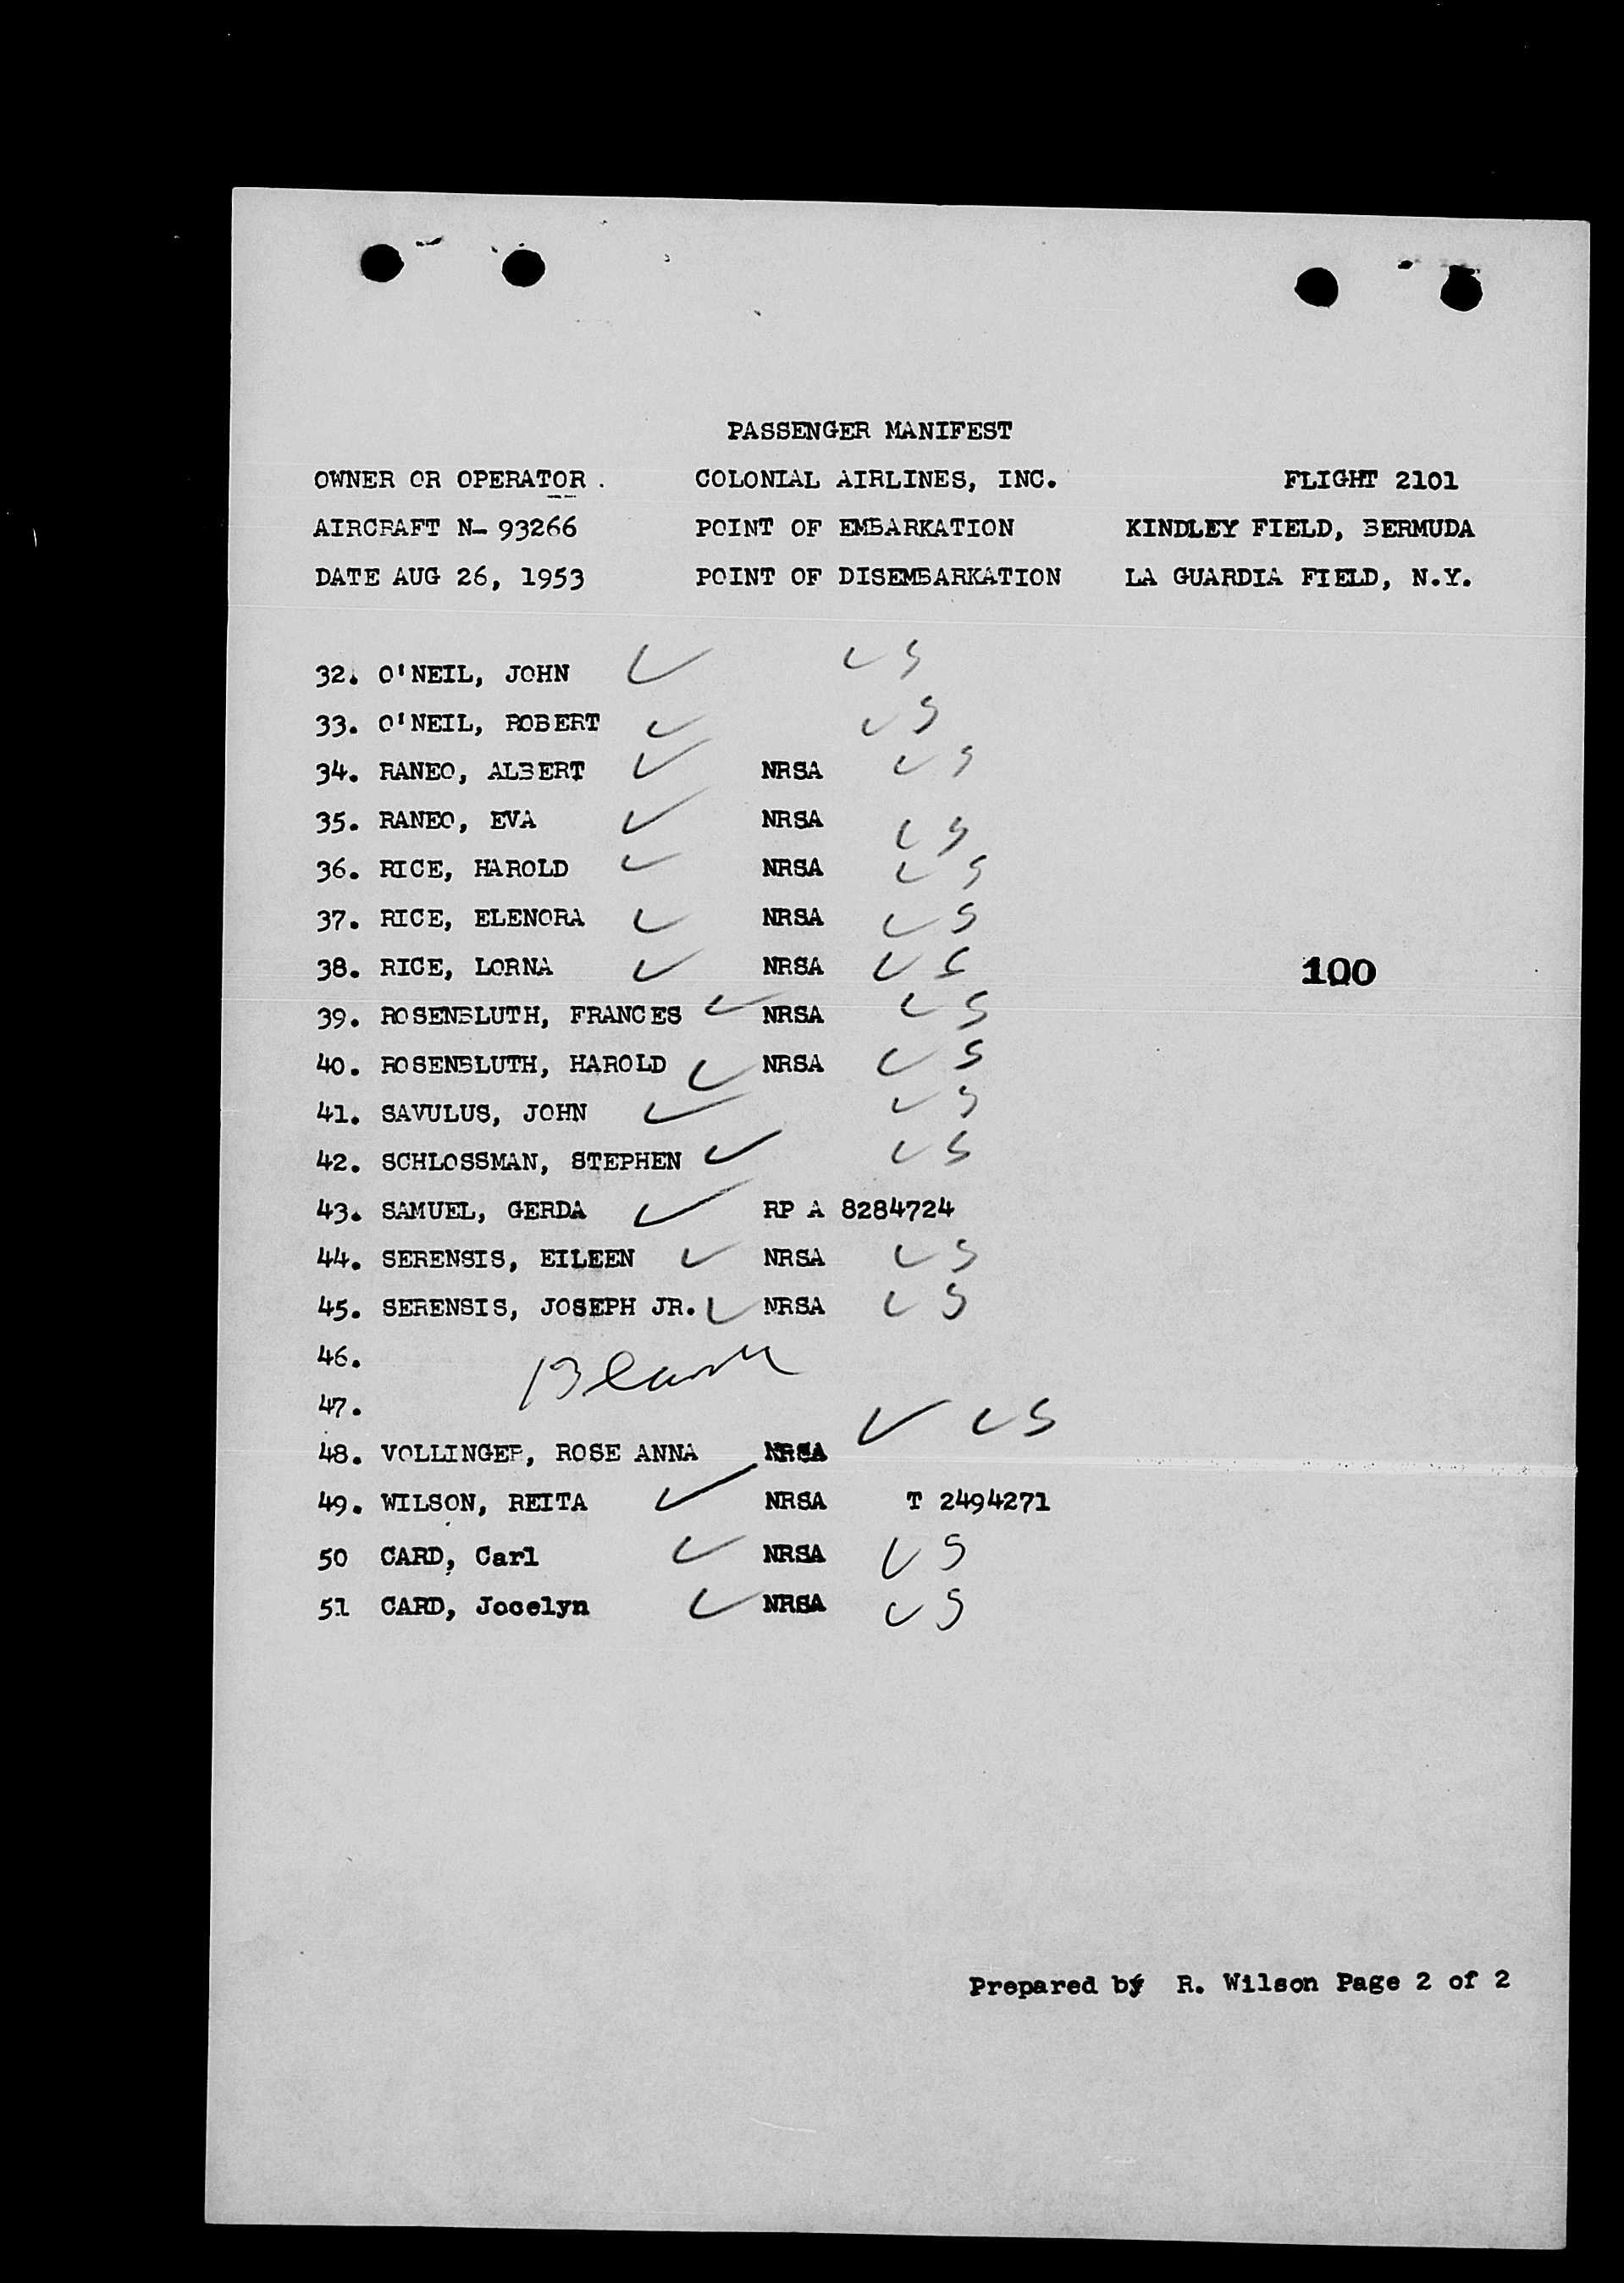 PASSENGER MANIFEST
OWNER OR OPERATOR . COLONIAL AIRLINES, INC. FLIGHT 2101
AIRCRAFT N- 93266 POINT OF EMBARKATION KINDLEY FIELD, BERMUDA
DATE AUG 26, 1953 POINT OF DISEMBARKATION LA GUARDIA FIELD, N.Y.
32. O'NEIL, JOHN ✓ US
33. O'NEIL, ROBERT ✓ US
34. RANEO, ALBERT ✓ NRSA US
35. RANEO, EVA ✓ NRSA US
36. RICE, HAROLD ✓ NRSA US
37. RICE, ELENORA ✓ NRSA US
38. RICE, LORNA ✓ NRSA US
100
39. ROSENBLUTH, FRANCES ✓ NRSA US
40. ROSENBLUTH, HAROLD ✓ NRSA US
41. SAVULUS, JOHN ✓ US
42. SCHLOSSMAN, STEPHEN ✓ US
43. SAMUEL, GERDA ✓ RP A 8284724
44. SERENSIS, EILEEN ✓ NRSA US
45. SERENSIS, JOSEPH JR. ✓ NRSA US
46.
Blank
47.
48. VOLLINGER, ROSE ANNA NRSA ✓ US
49. WILSON, REITA ✓ NRSA T 2494271
50 CARD, Carl ✓ NRSA US
51 CARD, Jocelyn ✓ NRSA US
Prepared by R. Wilson Page 2 of 2